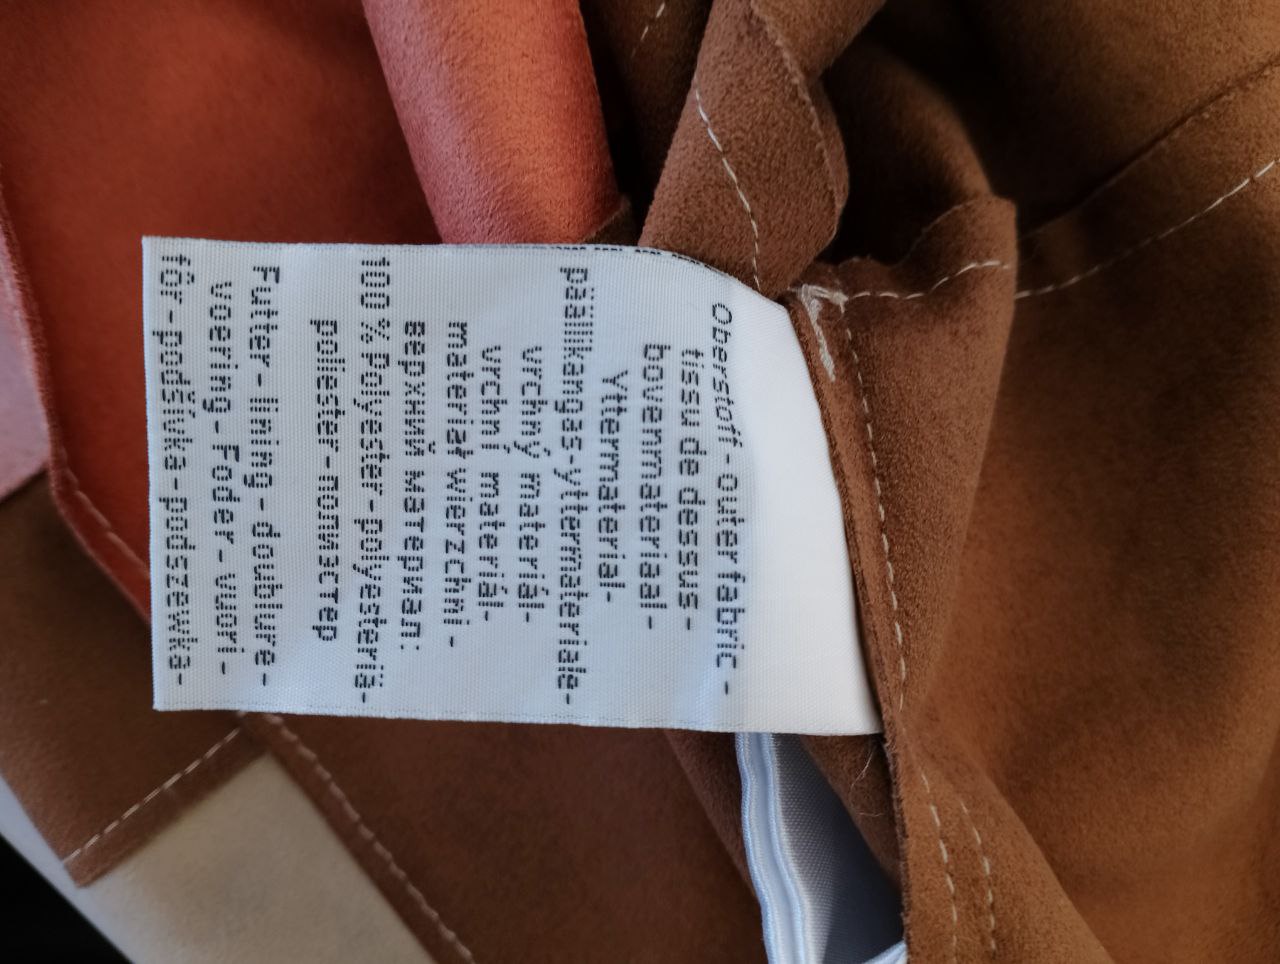 Oberstoff-outer fabric-
tissu de dessus-
bovenmateriaal-
Yttermaterial-
päällikangas-yttermateriale-
vrchný materiál-
vrchní materiál-
materiał wierzchni-
верхний материал:
100 % Polyester-polyesteriä-
poliester-полиэстер
Futter-lining-doublure-
voering-Foder-vuori-
fôr-podšívka-podszewka-